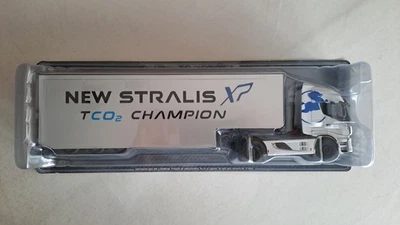 NEW STRALIS XP
TCO₂ CHAMPION